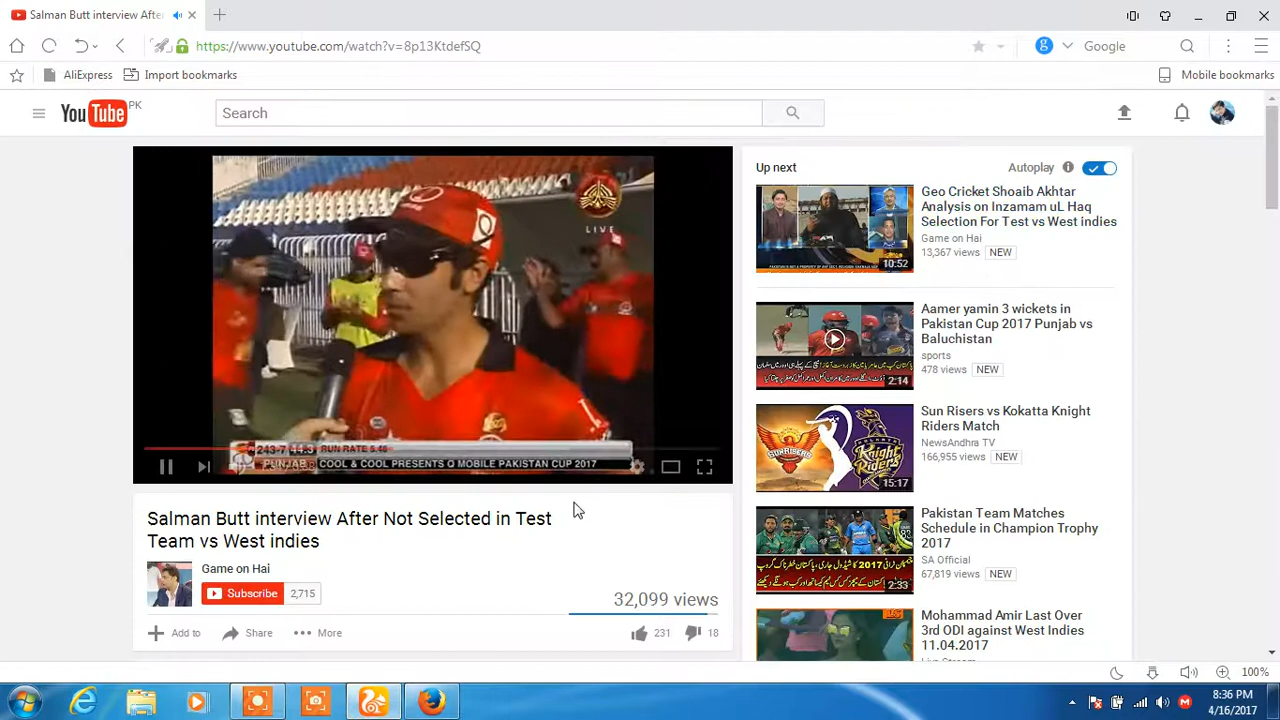 Salman Butt interview Afte
https://www.youtube.com/watch?v=8p13KtdefSQ
Google
AliExpress
Import bookmarks
Mobile bookmarks
YouTube PK
Search
LIVE
243-7
RUN RATE 5.46
PUNJAB
COOL & COOL PRESENTS Q MOBILE PAKISTAN CUP 2017
Salman Butt interview After Not Selected in Test
Team vs West indies
Game on Hai
Subscribe 2,715
32,099 views
Add to
Share
More
231
18
Up next
Autoplay
10:52
Geo Cricket Shoaib Akhtar
Analysis on Inzamam uL Haq
Selection For Test vs West indies
Game on Hai
13,367 views NEW
2:14
Aamer yamin 3 wickets in
Pakistan Cup 2017 Punjab vs
Baluchistan
sports
478 views NEW
SUNRISERS
15:17
Sun Risers vs Kokatta Knight
Riders Match
NewsAndhra TV
166,955 views NEW
2:33
Pakistan Team Matches
Schedule in Champion Trophy
2017
SA Official
67,819 views NEW
Mohammad Amir Last Over
3rd ODI against West Indies
11.04.2017
100%
8:36 PM
4/16/2017